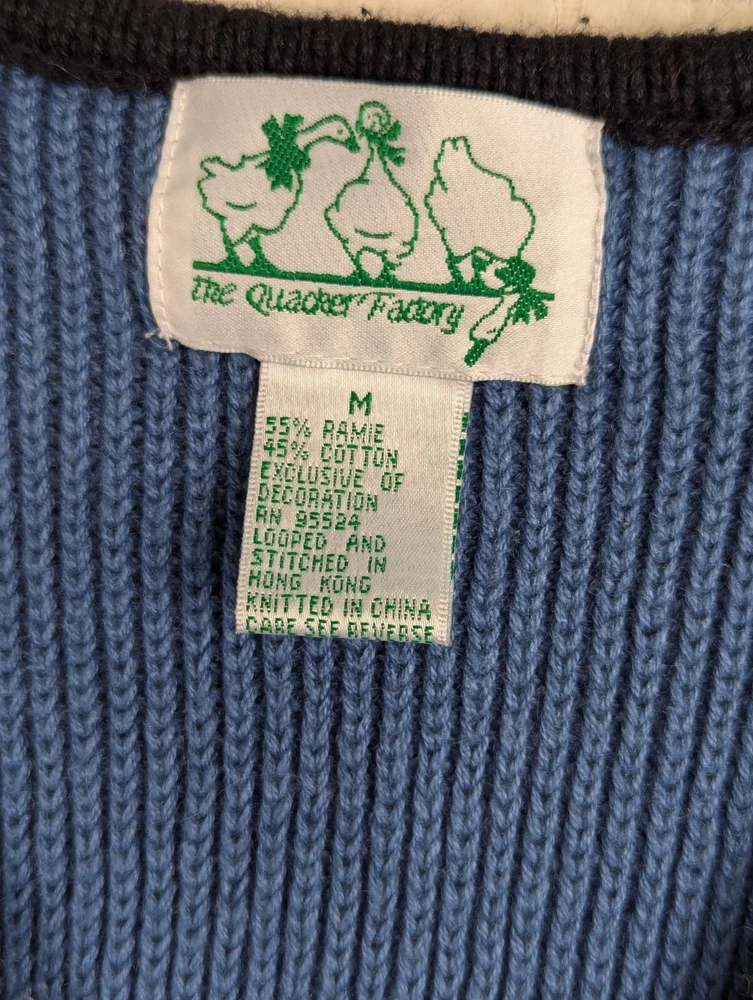 The Quacker Factory
M
55% RAMIE
45% COTTON
EXCLUSIVE OF
DECORATION
RN 95524
LOOPED AND
STITCHED IN
HONG KONG
KNITTED IN CHINA
CARE SEE REVERSE